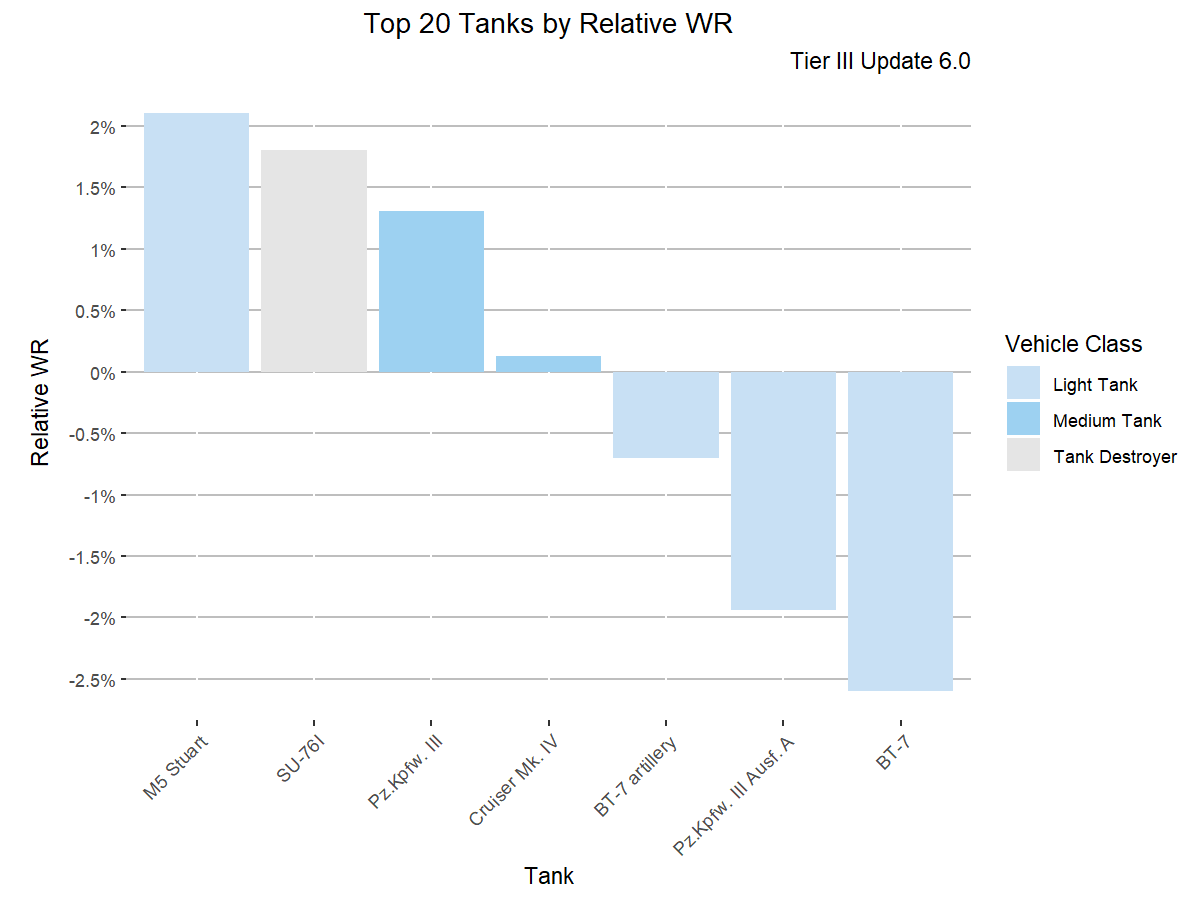 Top 20 Tanks by Relative WR
Tier III Update 6.0
Relative WR
2%
1.5%
1%
0.5%
0%
-0.5%
-1%
-1.5%
-2%
-2.5%
M5 Stuart
SU-76I
Pz.Kpfw. III
Cruiser Mk. IV
BT-7 artillery
Pz.Kpfw. III Ausf. A
BT-7
Tank
Vehicle Class
Light Tank
Medium Tank
Tank Destroyer